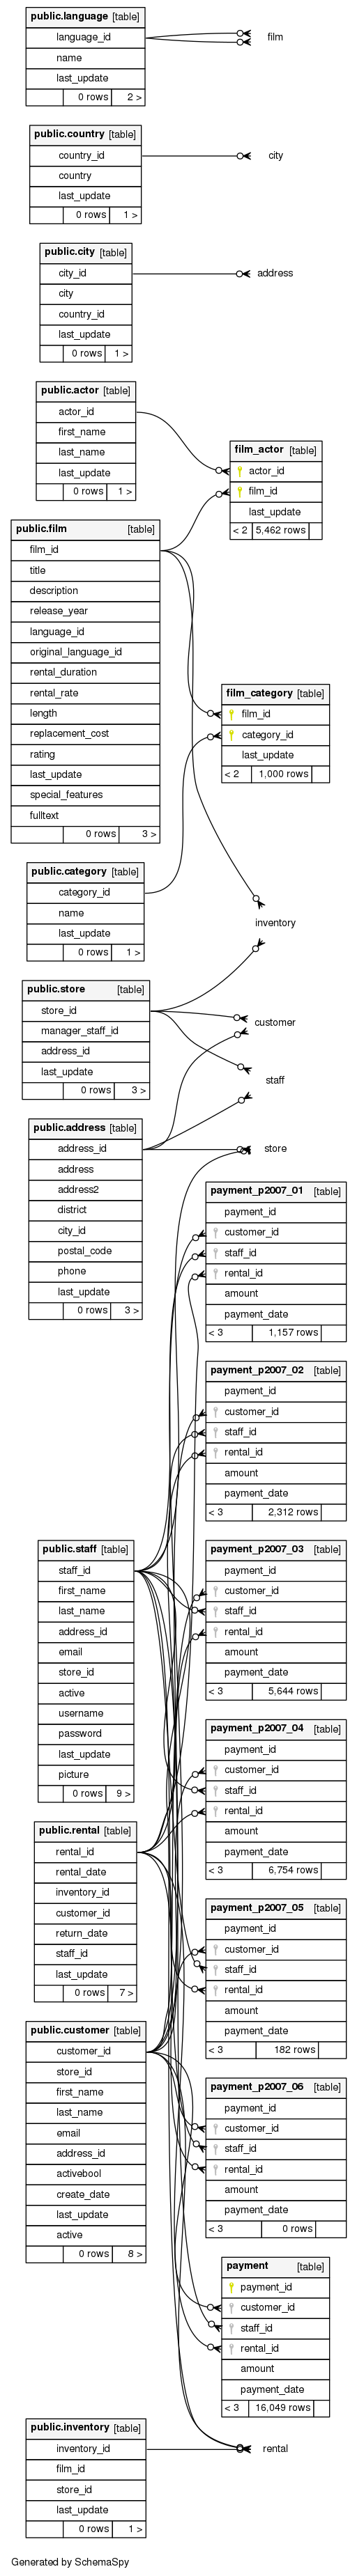 public.language [table]
language_id
name
last_update
0 rows 2 >
film
public.country [table]
country_id
country
last_update
0 rows 1 >
city
public.city [table]
city_id
city
country_id
last_update
0 rows 1 >
address
public.actor [table]
actor_id
first_name
last_name
last_update
0 rows 1 >
film_actor [table]
actor_id
film_id
last_update
< 2 5,462 rows
public.film [table]
film_id
title
description
release_year
language_id
original_language_id
rental_duration
rental_rate
length
replacement_cost
rating
last_update
special_features
fulltext
0 rows 3 >
film_category [table]
film_id
category_id
last_update
< 2 1,000 rows
public.category [table]
category_id
name
last_update
0 rows 1 >
inventory
public.store [table]
store_id
manager_staff_id
address_id
last_update
0 rows 3 >
customer
staff
public.address [table]
address_id
address
address2
district
city_id
postal_code
phone
last_update
0 rows 3 >
store
payment_p2007_01 [table]
payment_id
customer_id
staff_id
rental_id
amount
payment_date
< 3 1,157 rows
payment_p2007_02 [table]
payment_id
customer_id
staff_id
rental_id
amount
payment_date
< 3 2,312 rows
public.staff [table]
staff_id
first_name
last_name
address_id
email
store_id
active
username
password
last_update
picture
0 rows 9 >
payment_p2007_03 [table]
payment_id
customer_id
staff_id
rental_id
amount
payment_date
< 3 5,644 rows
payment_p2007_04 [table]
payment_id
customer_id
staff_id
rental_id
amount
payment_date
< 3 6,754 rows
public.rental [table]
rental_id
rental_date
inventory_id
customer_id
return_date
staff_id
last_update
0 rows 7 >
payment_p2007_05 [table]
payment_id
customer_id
staff_id
rental_id
amount
payment_date
< 3 182 rows
public.customer [table]
customer_id
store_id
first_name
last_name
email
address_id
activebool
create_date
last_update
active
0 rows 8 >
payment_p2007_06 [table]
payment_id
customer_id
staff_id
rental_id
amount
payment_date
< 3 0 rows
payment [table]
payment_id
customer_id
staff_id
rental_id
amount
payment_date
< 3 16,049 rows
public.inventory [table]
inventory_id
film_id
store_id
last_update
0 rows 1 >
rental
Generated by SchemaSpy